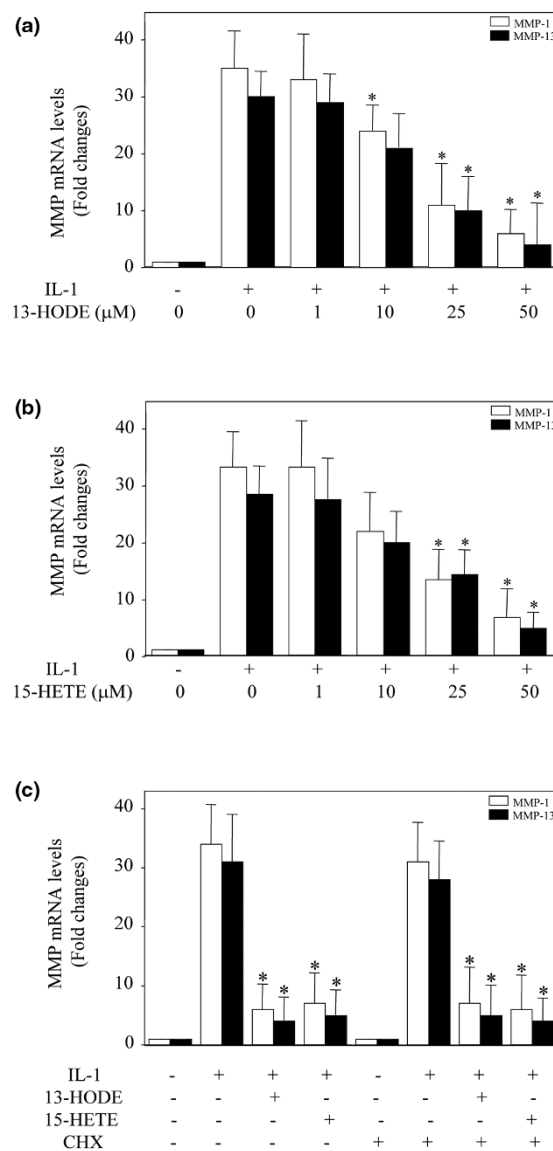 (a)
MMP-1
MMP-13
MMP mRNA levels
(Fold changes)
40
30
20
10
0
IL-1 - + + + + +
13-HODE (μM) 0 0 1 10 25 50
* * * * *
(b)
MMP-1
MMP-13
MMP mRNA levels
(Fold changes)
40
30
20
10
0
* * * *
IL-1 - + + + + +
15-HETE (μM) 0 0 1 10 25 50
(c)
MMP-1
MMP-13
MMP mRNA levels
(Fold changes)
40
30
20
10
0
* * * * * * * *
IL-1 - + + + - + + +
13-HODE - - + - - - + -
15-HETE - - - + - - - +
CHX - - - - + + + +